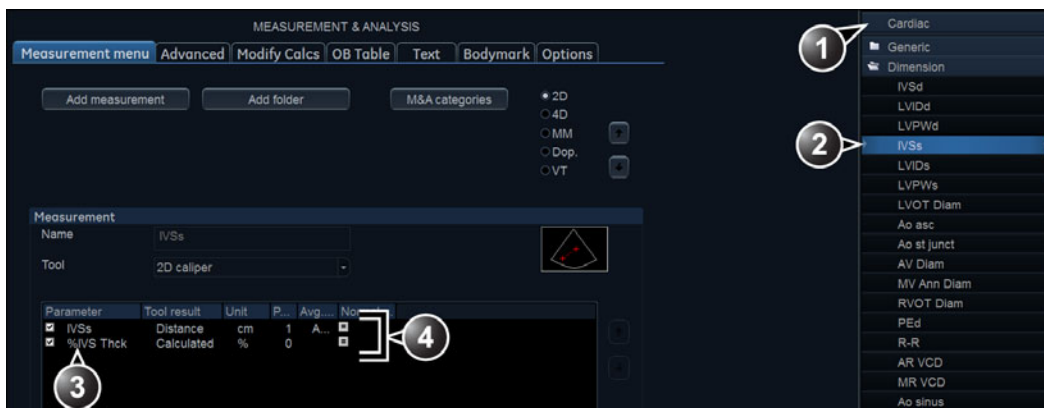 MEASUREMENT & ANALYSIS
Measurement menu Advanced Modify Calcs OB Table Text Bodymark Options
Add measurement Add folder M&A categories
2D
4D
MM
Dop.
VT
Measurement
Name IVSs
Tool 2D caliper
Parameter Tool result Unit P... Avg....
IVSs Distance cm 1 A...
%IVS Thck Calculated % 0
3
4
1
2
Cardiac
Generic
Dimension
IVSd
LVIDd
LVPWd
IVSs
LVIDs
LVPWs
LVOT Diam
Ao asc
Ao st junct
AV Diam
MV Ann Diam
RVOT Diam
PEd
R-R
AR VCD
MR VCD
Ao sinus